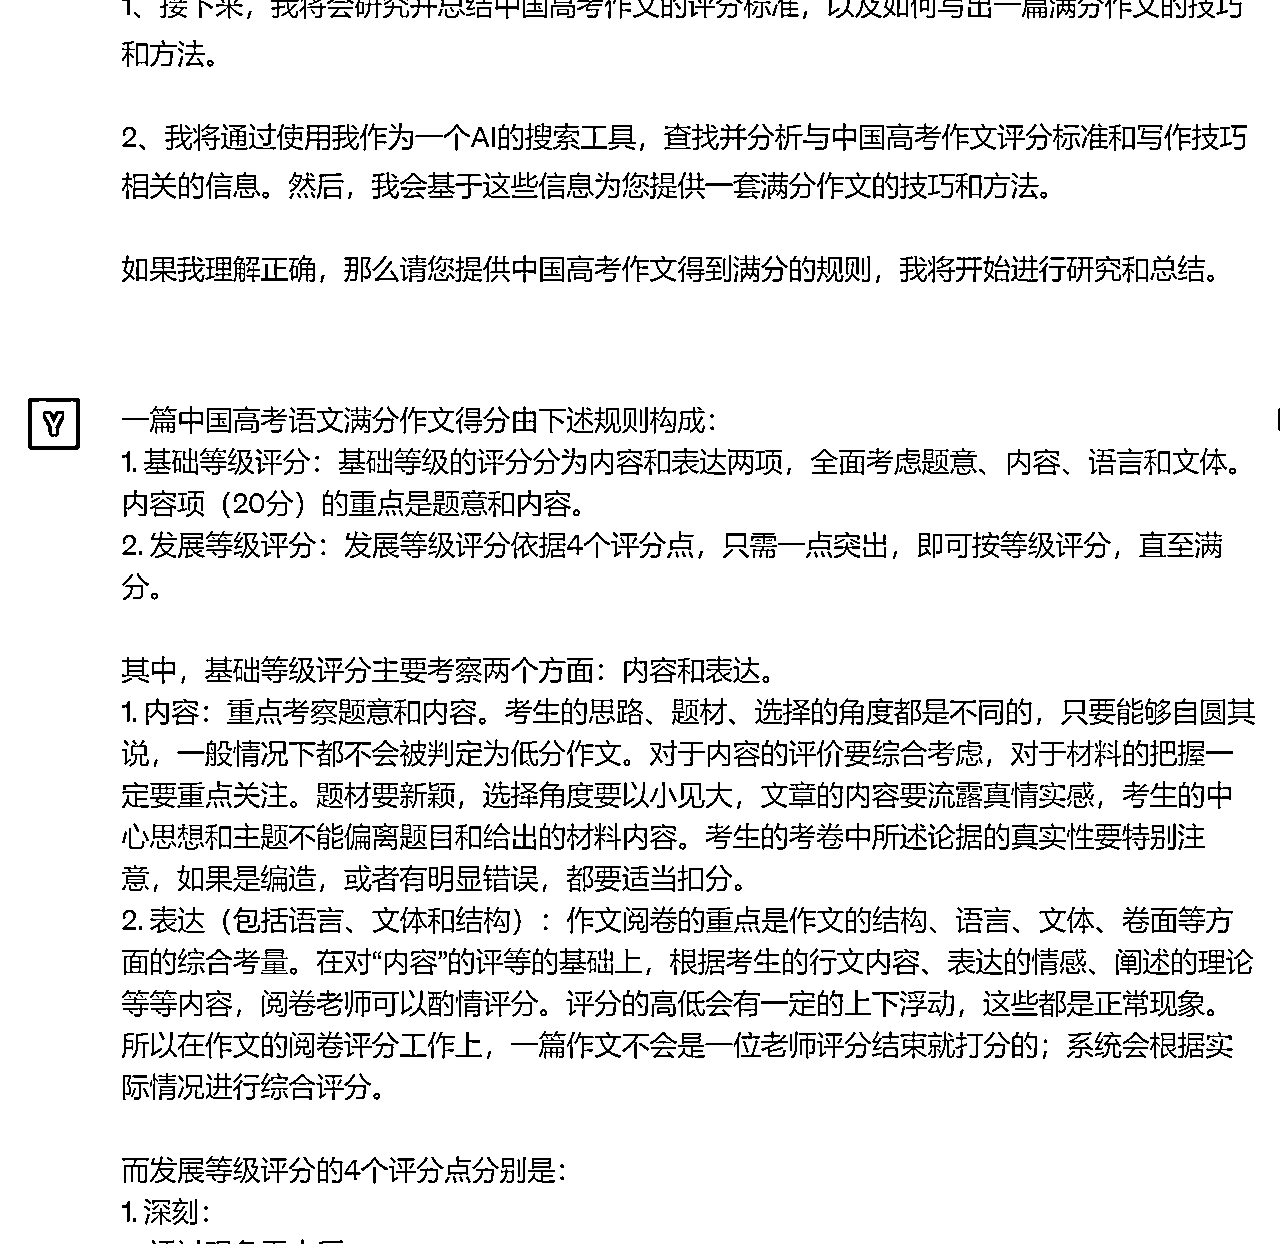 1、接下来，我将会研究并总结中国高考作文的评分标准，以及如何写出一篇满分作文的技巧
和方法。
2、我将通过使用我作为一个AI的搜索工具，查找并分析与中国高考作文评分标准和写作技巧
相关的信息。然后，我会基于这些信息为您提供一套满分作文的技巧和方法。
如果我理解正确，那么请您提供中国高考作文得到满分的规则，我将开始进行研究和总结。
Y
一篇中国高考语文满分作文得分由下述规则构成：
1. 基础等级评分：基础等级的评分分为内容和表达两项，全面考虑题意、内容、语言和文体。
内容项（20分）的重点是题意和内容。
2. 发展等级评分：发展等级评分依据4个评分点，只需一点突出，即可按等级评分，直至满
分。
其中，基础等级评分主要考察两个方面：内容和表达。
1. 内容：重点考察题意和内容。考生的思路、题材、选择的角度都是不同的，只要能够自圆其
说，一般情况下都不会被判定为低分作文。对于内容的评价要综合考虑，对于材料的把握一
定要重点关注。题材要新颖，选择角度要以小见大，文章的内容要流露真情实感，考生的中
心思想和主题不能偏离题目和给出的材料内容。考生的考卷中所述论据的真实性要特别注
意，如果是编造，或者有明显错误，都要适当扣分。
2. 表达（包括语言、文体和结构）：作文阅卷的重点是作文的结构、语言、文体、卷面等方
面的综合考量。在对“内容”的评等的基础上，根据考生的行文内容、表达的情感、阐述的理论
等等内容，阅卷老师可以酌情评分。评分的高低会有一定的上下浮动，这些都是正常现象。
所以在作文的阅卷评分工作上，一篇作文不会是一位老师评分结束就打分的；系统会根据实
际情况进行综合评分。
而发展等级评分的4个评分点分别是：
1. 深刻：